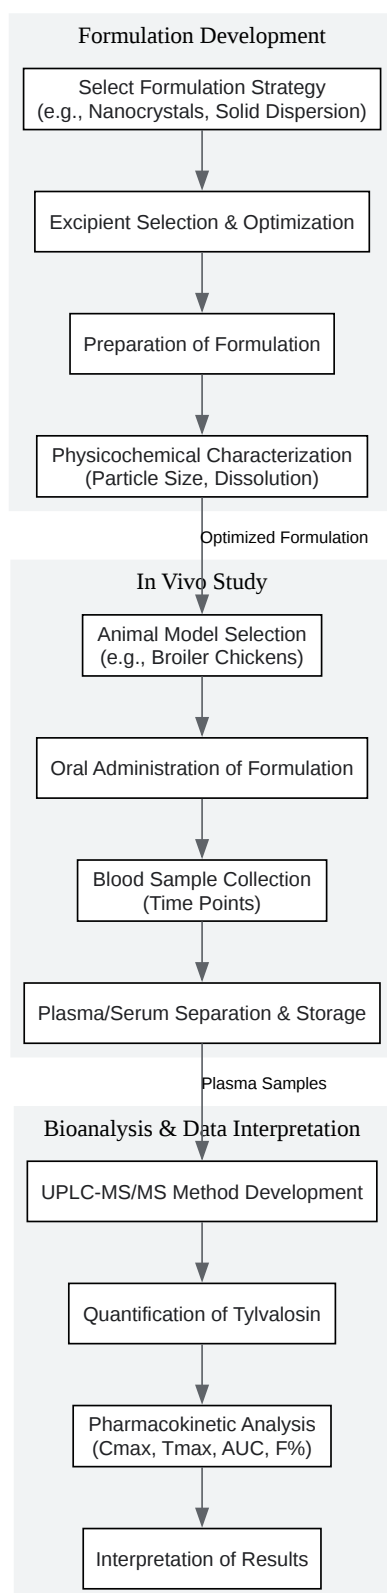 Formulation Development
Select Formulation Strategy
(e.g., Nanocrystals, Solid Dispersion)
Excipient Selection & Optimization
Preparation of Formulation
Physicochemical Characterization
(Particle Size, Dissolution)
Optimized Formulation
In Vivo Study
Animal Model Selection
(e.g., Broiler Chickens)
Oral Administration of Formulation
Blood Sample Collection
(Time Points)
Plasma/Serum Separation & Storage
Plasma Samples
Bioanalysis & Data Interpretation
UPLC-MS/MS Method Development
Quantification of Tylvalosin
Pharmacokinetic Analysis
(Cmax, Tmax, AUC, F%)
Interpretation of Results